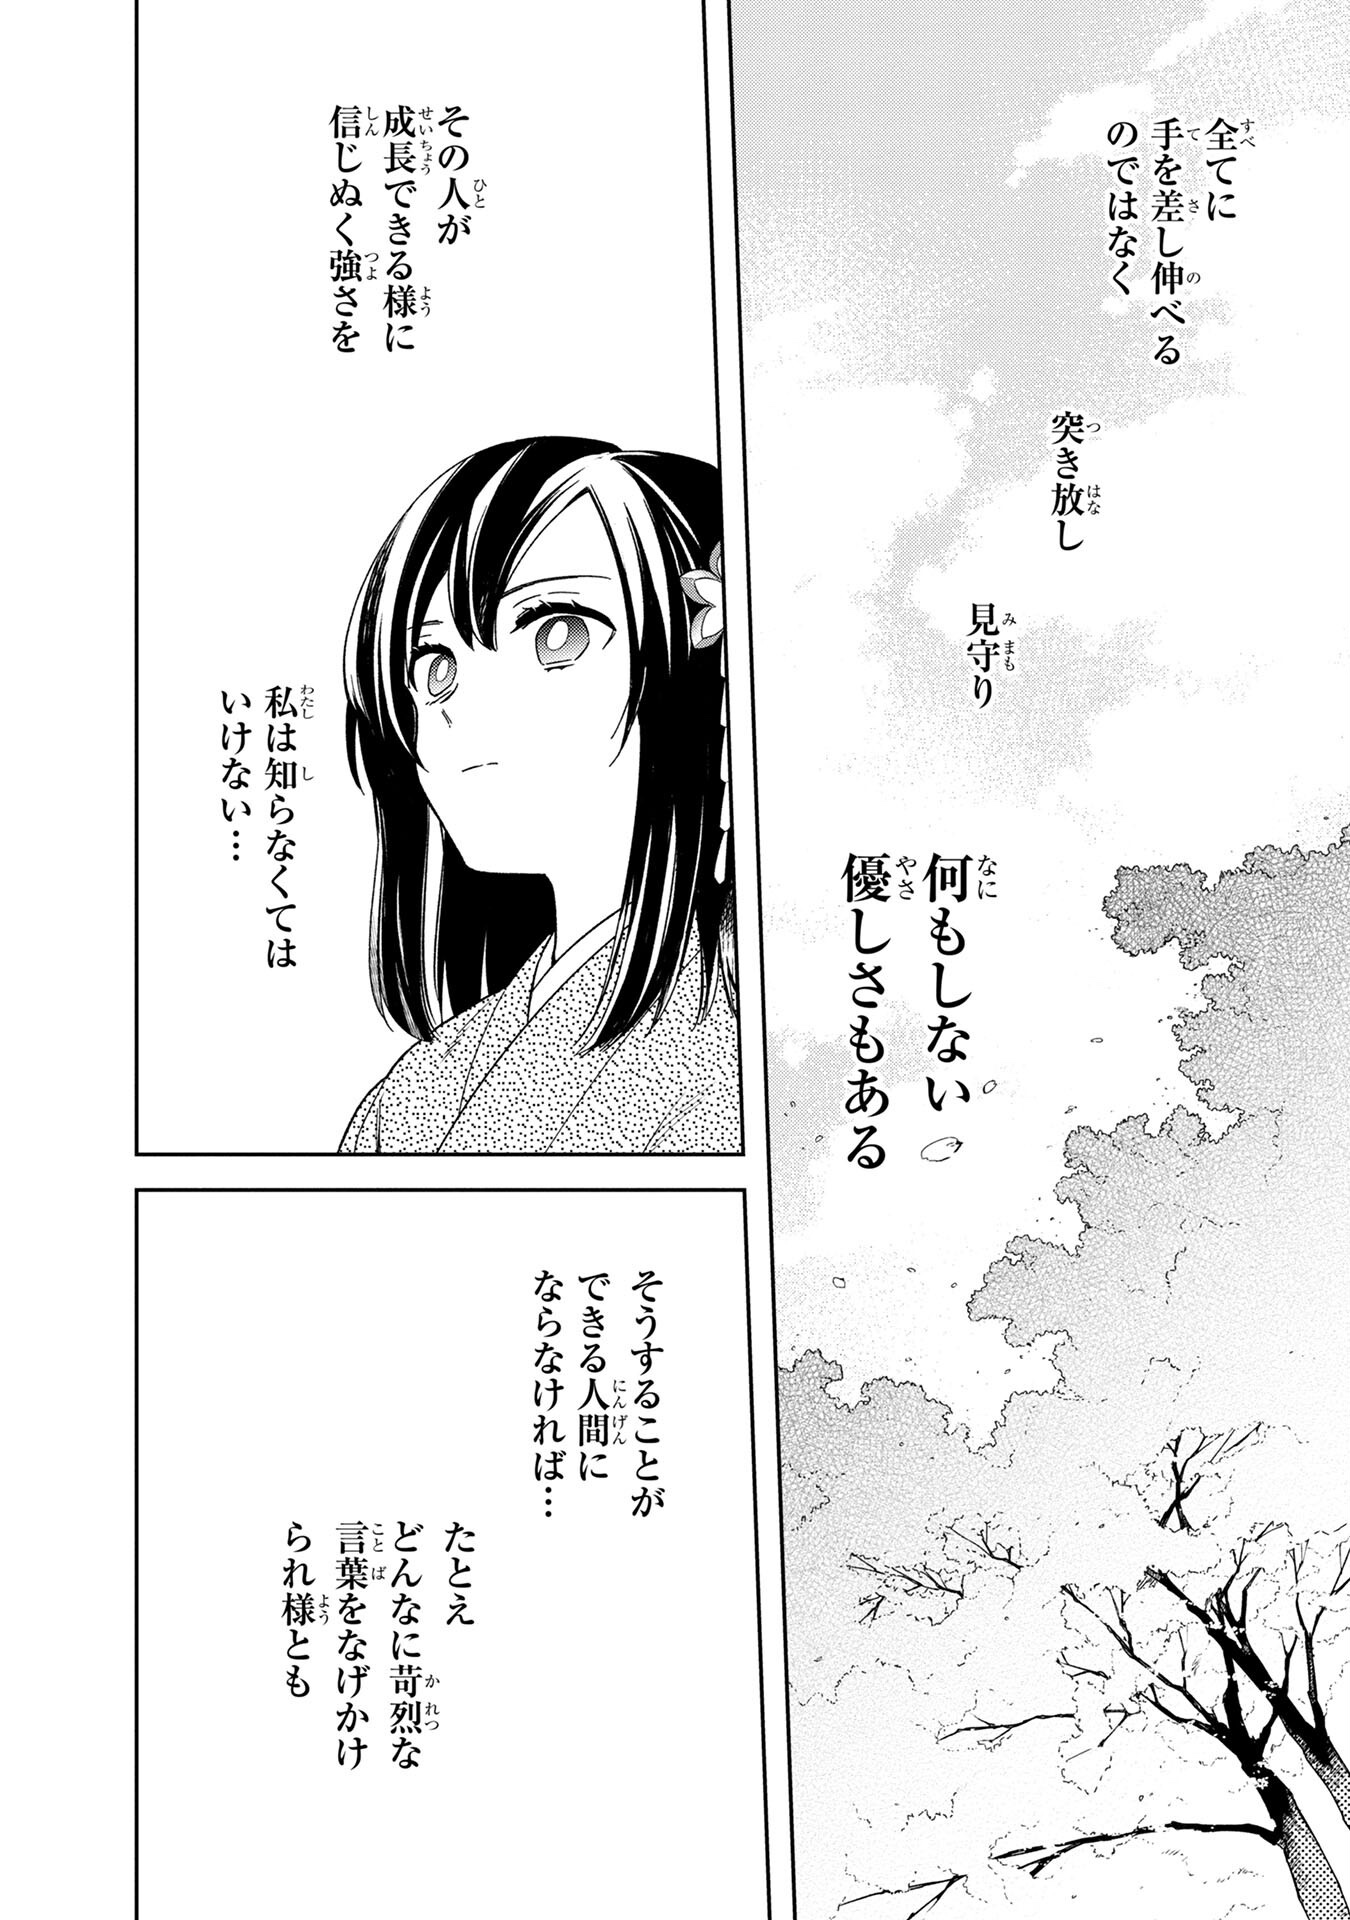 全てに
手を差し伸べる
のではなく
突き放し
見守り
何もしない
優しさもある
その人が
成長できる様に
信じぬく強さを
私は知らなくては
いけない…
そうすることが
できる人間に
ならなければ…
たとえ
どんなに苛烈な
言葉をなげかけ
られ様とも